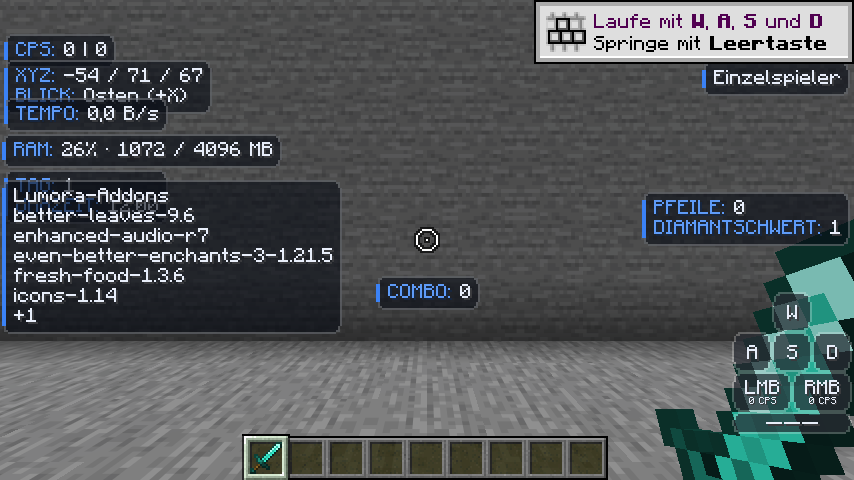 Laufe mit W, A, S und D
Springe mit Leertaste
CPS: 0 | 0
XYZ: -54 / 71 / 67
BLICK: Osten (+X)
TEMPO: 0,0 B/s
Einzelspieler
RAM: 26% · 1072 / 4096 MB
TAG: 1
Lumora-Addons
better-leaves-9.6
enhanced-audio-r7
even-better-enchants-3-1.21.5
fresh-food-1.3.6
icons-1.14
+1
PFEILE: 0
DIAMANTSCHWERT: 1
COMBO: 0
W
A S D
LMB RMB
0 CPS 0 CPS